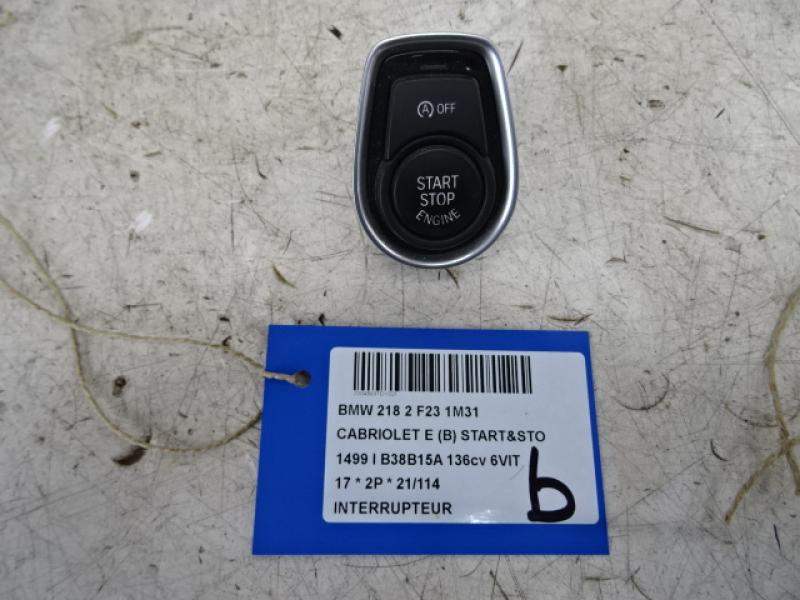 A OFF
START
STOP
ENGINE
BMW 218 2 F23 1M31
CABRIOLET E (B) START&STO
1499 I B38B15A 136cv 6VIT
17 * 2P * 21/114
INTERRUPTEUR
b